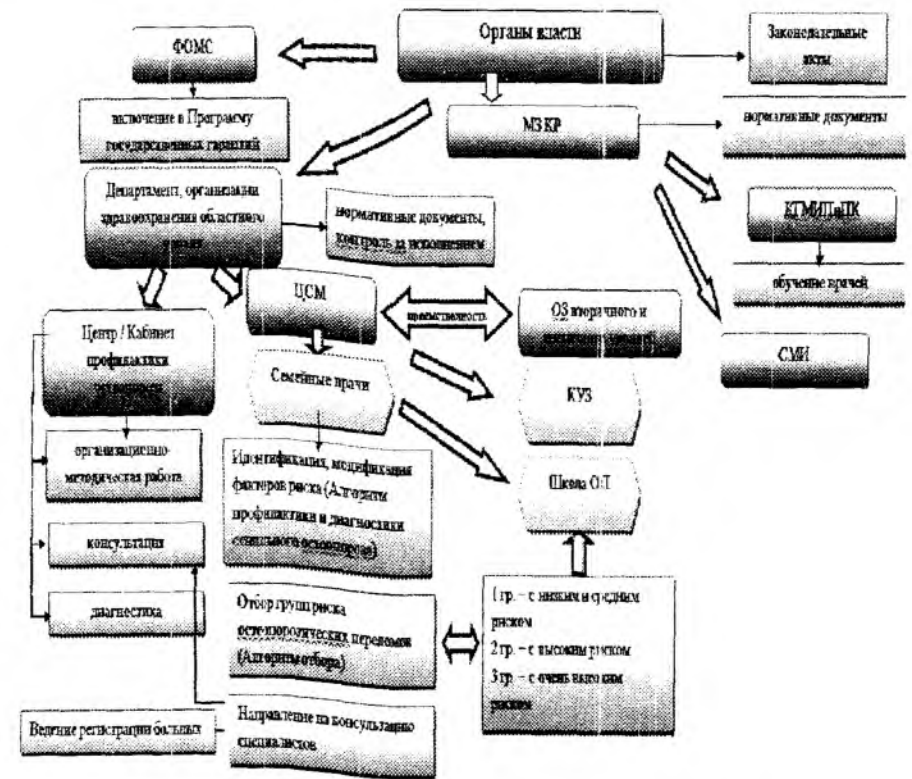 Органы власти
ФОМС
Законодательные
акты
включение в Программу
государственных гарантий
МЗ КР
нормативные документы
Департамент, организации
здравоохранения областного
нормативные документы,
контроль за исполнением
КГМИПиПК
обучение врачей
ЦСМ
преемственность
ОЗ вторичного и
СМИ
Центр / Кабинет
профилактики
Семейные врачи
КУЗ
организационно-
методическая работа
Идентификация, модификация
факторов риска (Алгоритм
профилактики и диагностики
остеопороза)
Школа ОП
консультация
диагностика
Отбор групп риска
остеопоротических переломов
(Алгоритм отбора)
1 гр. – с низким и средним
риском
2 гр. – с высоким риском
3 гр. – с очень высоким
риском
Ведение регистрации больных
Направление на консультацию
специалистов